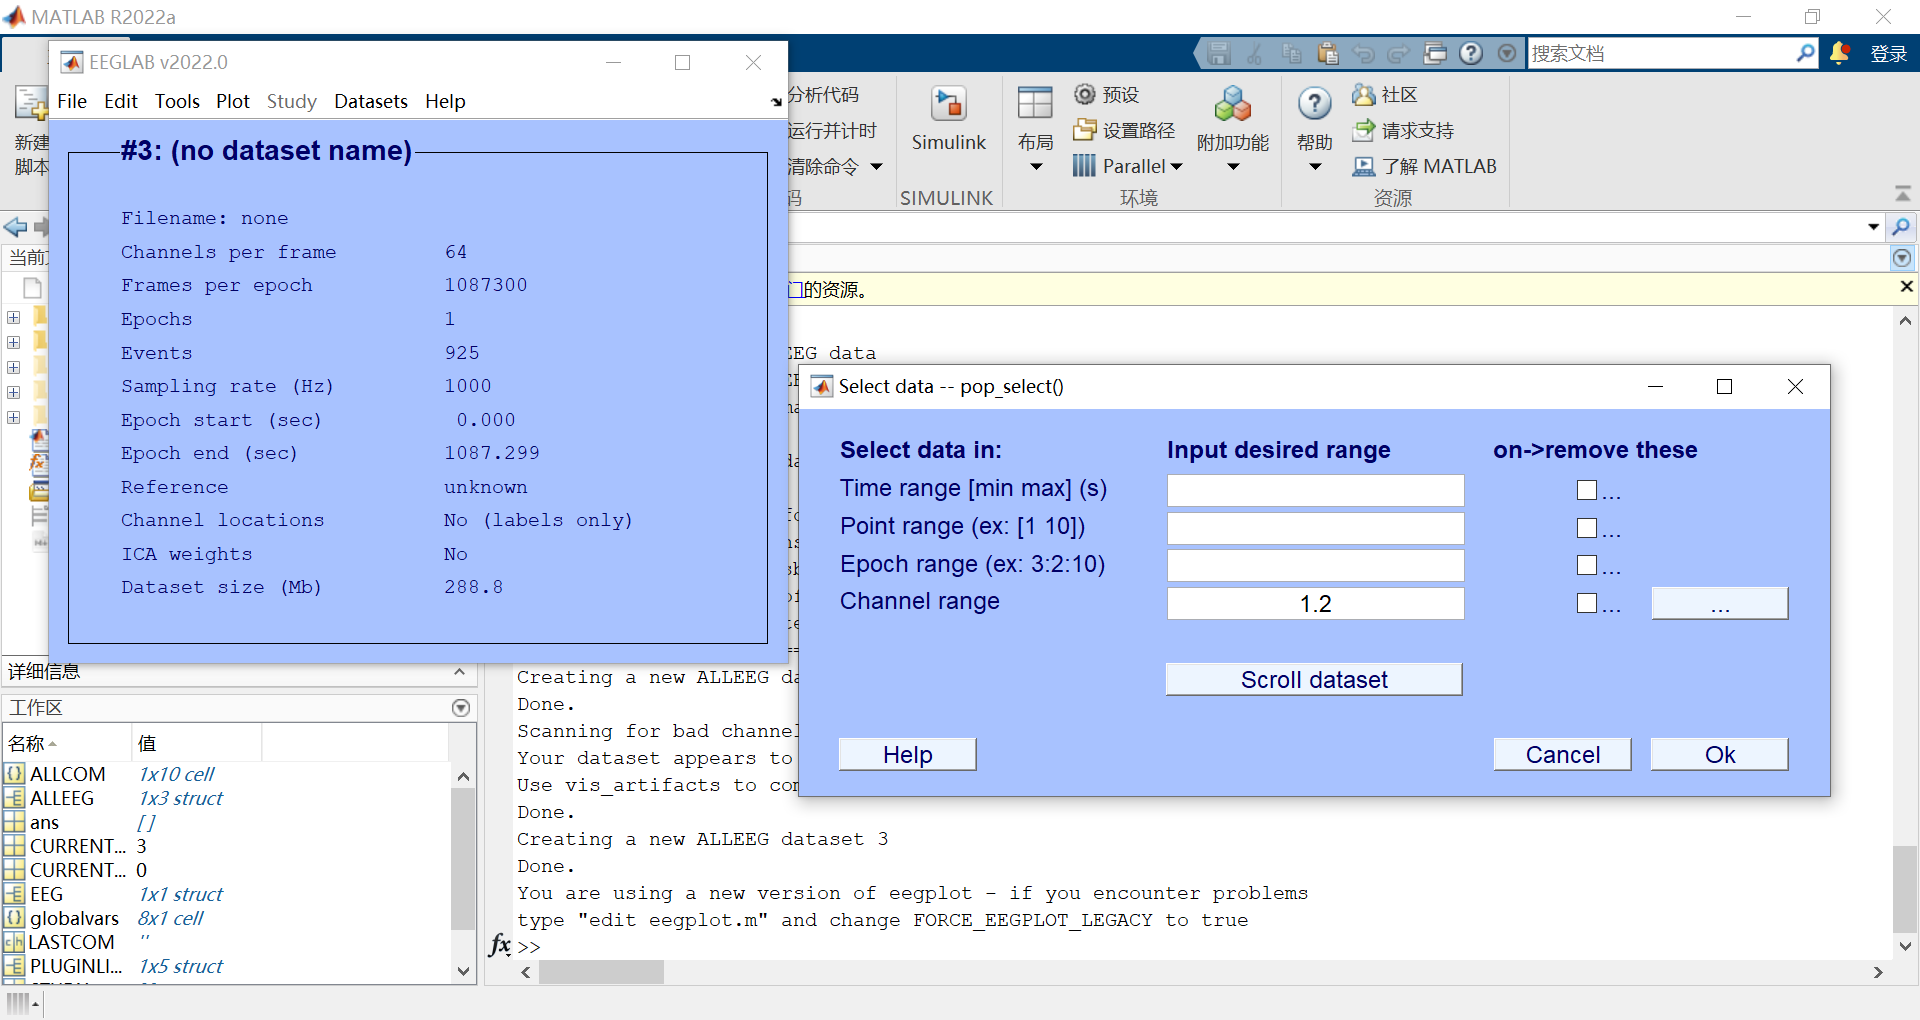 MATLAB R2022a
搜索文档
登录
EEGLAB v2022.0
File Edit Tools Plot Study Datasets Help
#3: (no dataset name)
Filename: none
Channels per frame 64
Frames per epoch 1087300
Epochs 1
Events 925
Sampling rate (Hz) 1000
Epoch start (sec) 0.000
Epoch end (sec) 1087.299
Reference unknown
Channel locations No (labels only)
ICA weights No
Dataset size (Mb) 288.8
新建
脚本
分析代码
运行并计时
清除命令
码
Simulink
SIMULINK
布局
预设
设置路径
Parallel
附加功能
环境
帮助
社区
请求支持
了解 MATLAB
资源
当前
门的资源。
EEG data
Select data -- pop_select()
Select data in: Input desired range on->remove these
Time range [min max] (s) ...
Point range (ex: [1 10]) ...
Epoch range (ex: 3:2:10) ...
Channel range 1.2 ... ...
Scroll dataset
Help Cancel Ok
详细信息
工作区
名称 值
ALLCOM 1x10 cell
ALLEEG 1x3 struct
ans []
CURRENT... 3
CURRENT... 0
EEG 1x1 struct
globalvars 8x1 cell
LASTCOM ''
PLUGINLI... 1x5 struct
Creating a new ALLEEG da
Done.
Scanning for bad channel
Your dataset appears to
Use vis_artifacts to com
Done.
Creating a new ALLEEG dataset 3
Done.
You are using a new version of eegplot - if you encounter problems
type "edit eegplot.m" and change FORCE_EEGPLOT_LEGACY to true
fx >>